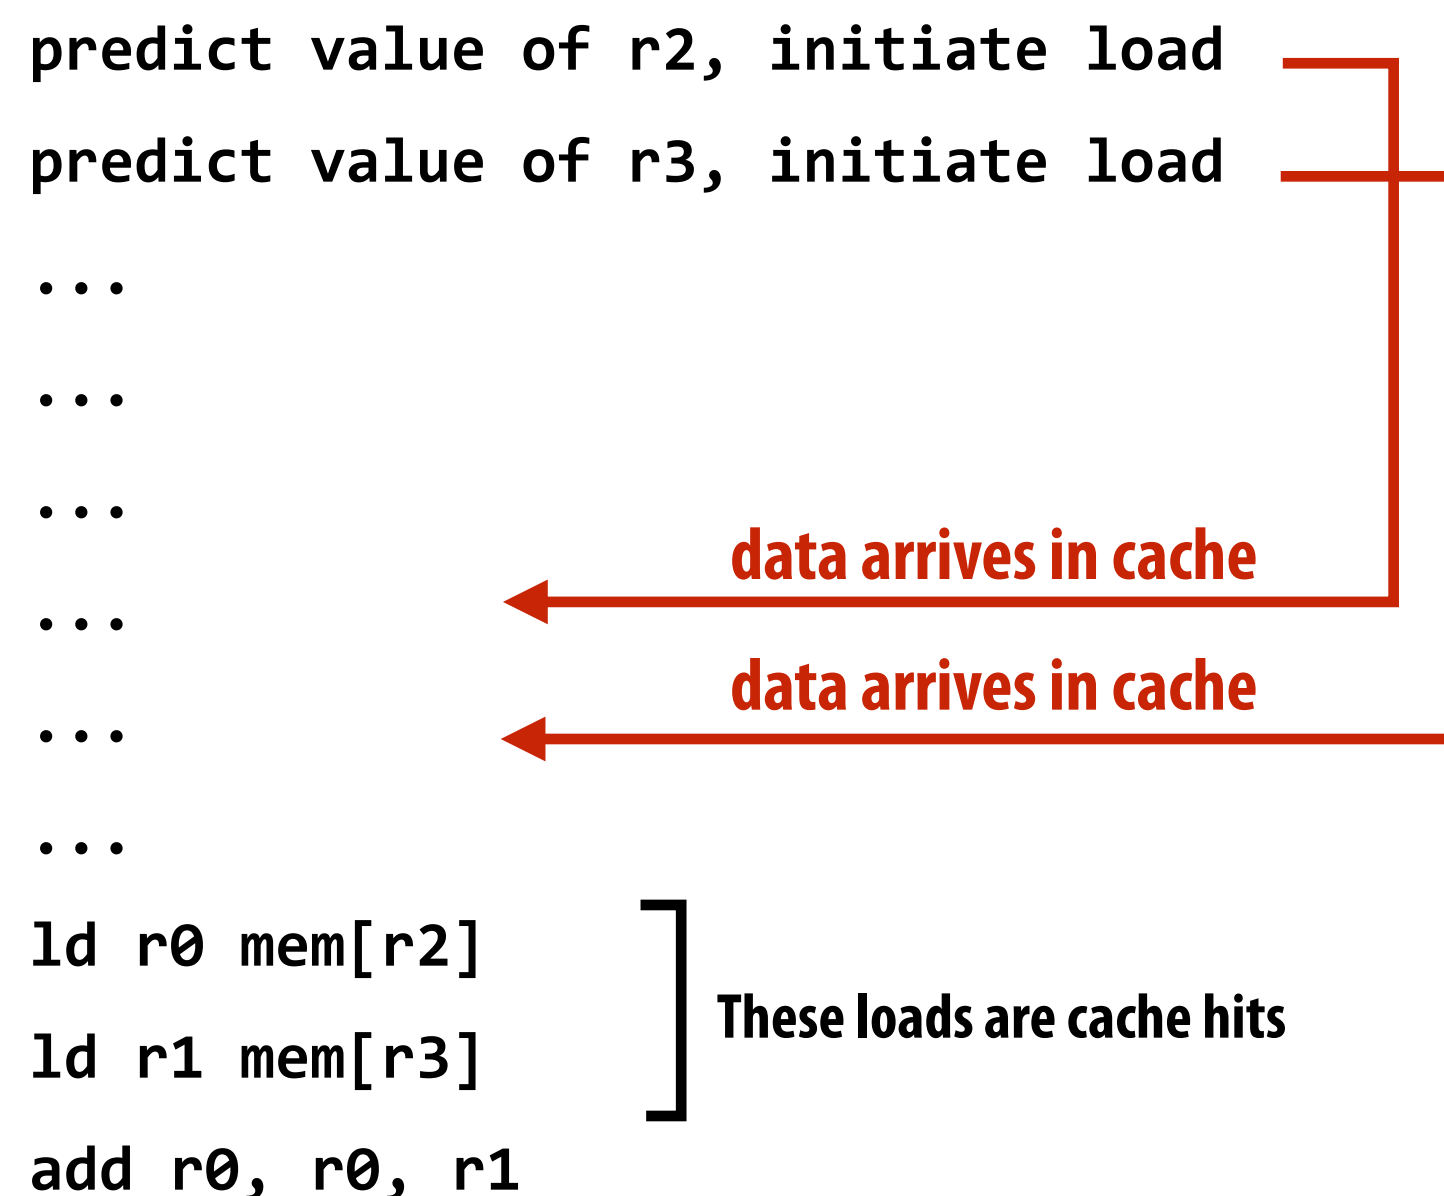 predict value of r2, initiate load
predict value of r3, initiate load
...
...
...
data arrives in cache
...
data arrives in cache
...
...
ld r0 mem[r2]
These loads are cache hits
ld r1 mem[r3]
add r0, r0, r1